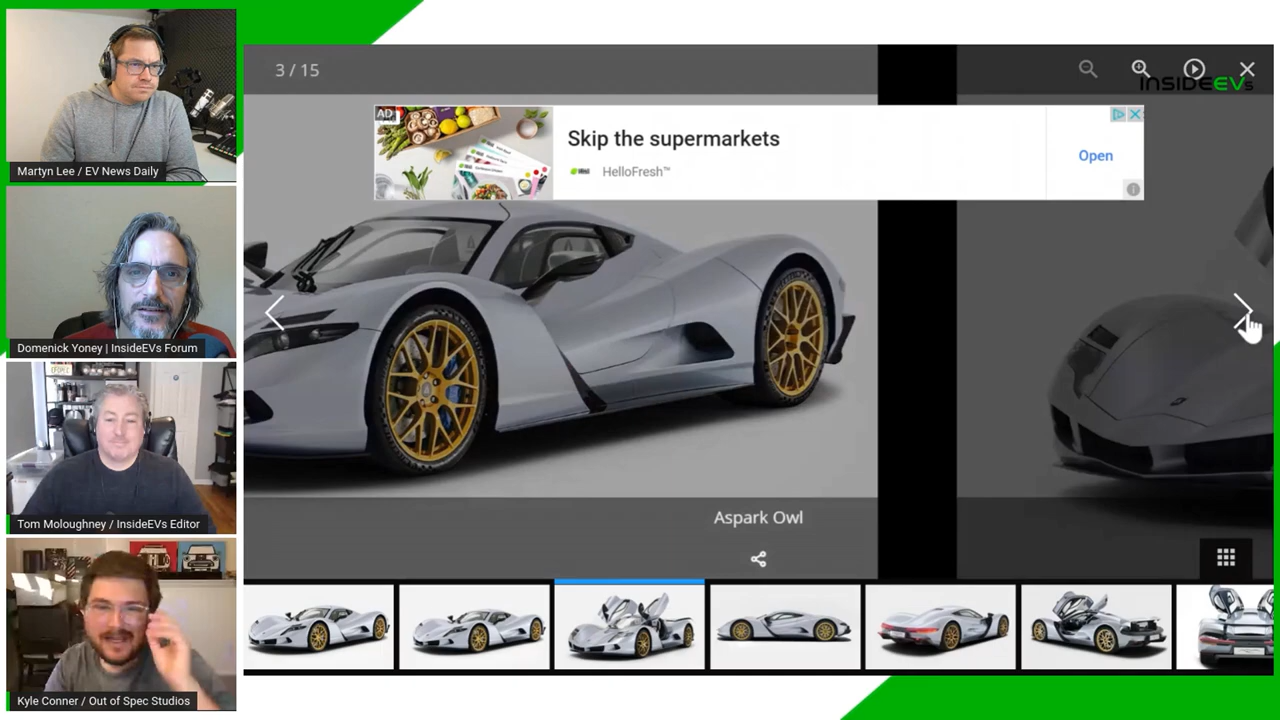 Martyn Lee / EV News Daily
Domenick Yoney | InsideEVs Forum
Tom Moloughney / InsideEVs Editor
Kyle Conner / Out of Spec Studios
3 / 15
INSIDEEVs
AD
Skip the supermarkets
HelloFresh™
Open
Aspark Owl